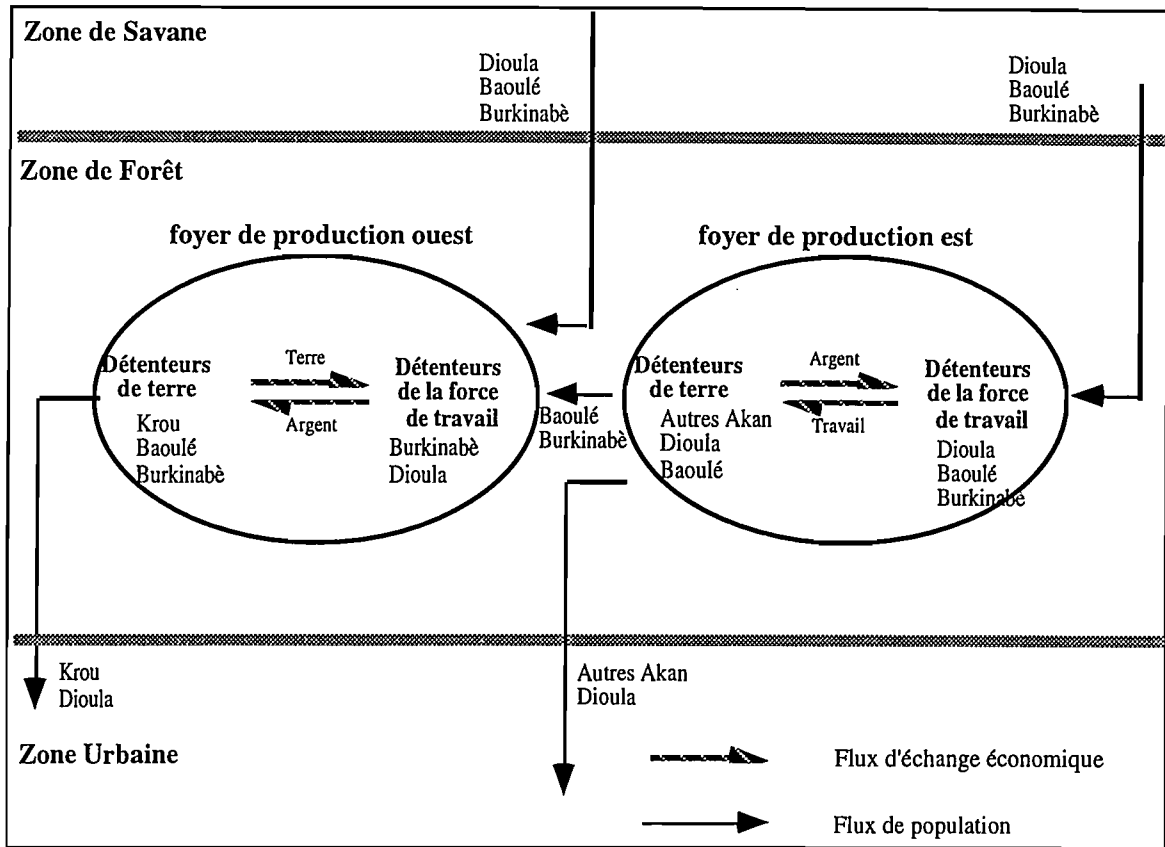 Zone de Savane
Dioula
Baoulé
Burkinabè
Dioula
Baoulé
Burkinabè
Zone de Forêt
foyer de production ouest
foyer de production est
Détenteurs
de terre
Krou
Baoulé
Burkinabè
Terre
Argent
Détenteurs
de la force
de travail
Burkinabè
Dioula
Baoulé
Burkinabè
Détenteurs
de terre
Autres Akan
Dioula
Baoulé
Argent
Travail
Détenteurs
de la force
de travail
Dioula
Baoulé
Burkinabè
Krou
Dioula
Autres Akan
Dioula
Zone Urbaine
Flux d'échange économique
Flux de population